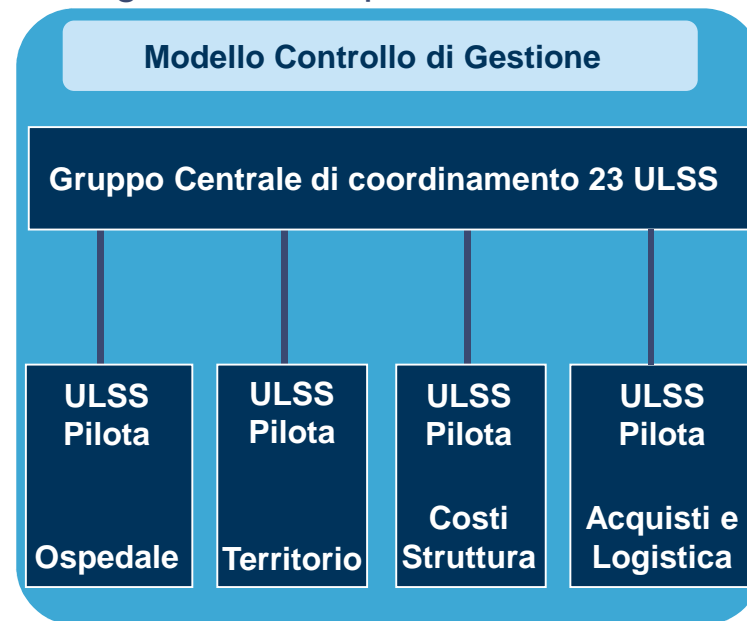 Modello Controllo di Gestione
Gruppo Centrale di coordinamento 23 ULSS
ULSS
Pilota
Ospedale
ULSS
Pilota
Territorio
ULSS
Pilota
Costi
Struttura
ULSS
Pilota
Acquisti e
Logistica